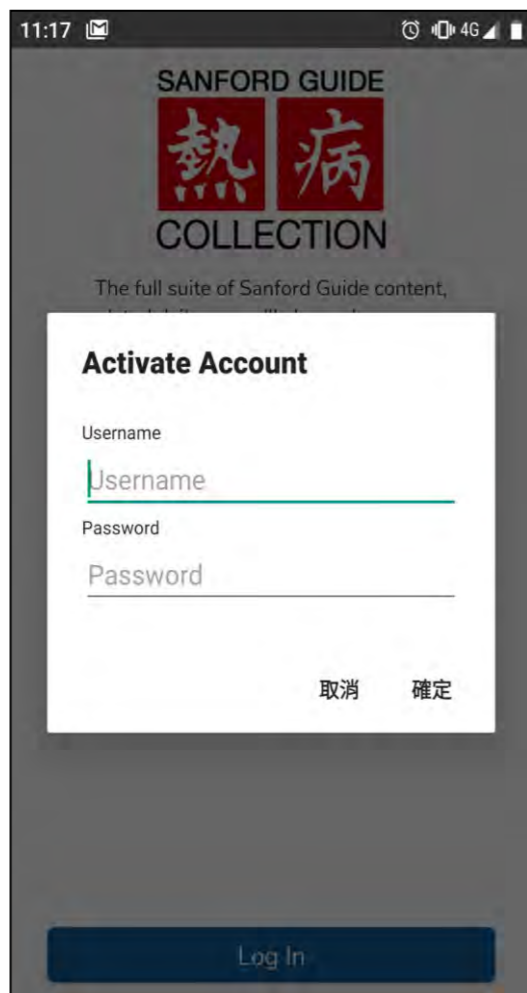 11:17
4G
SANFORD GUIDE
熱病
COLLECTION
The full suite of Sanford Guide content,
Activate Account
Username
Username
Password
Password
取消 確定
Log In